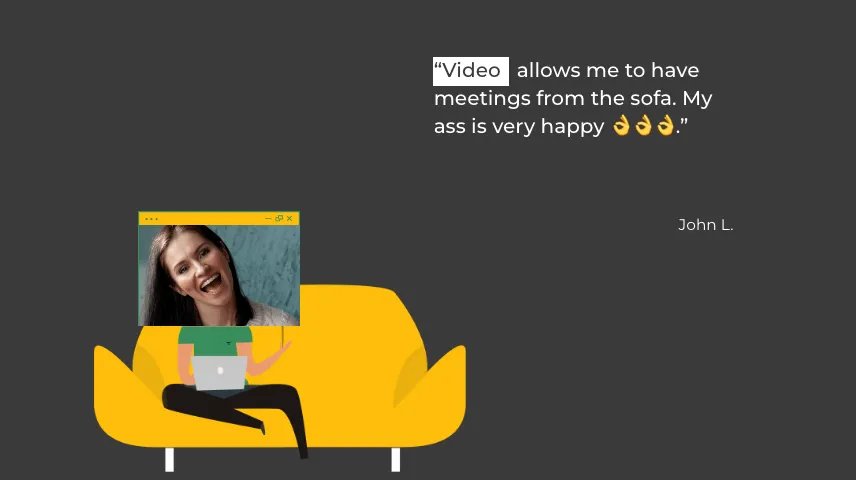 “Video allows me to have
meetings from the sofa. My
ass is very happy 👌👌👌.”
John L.